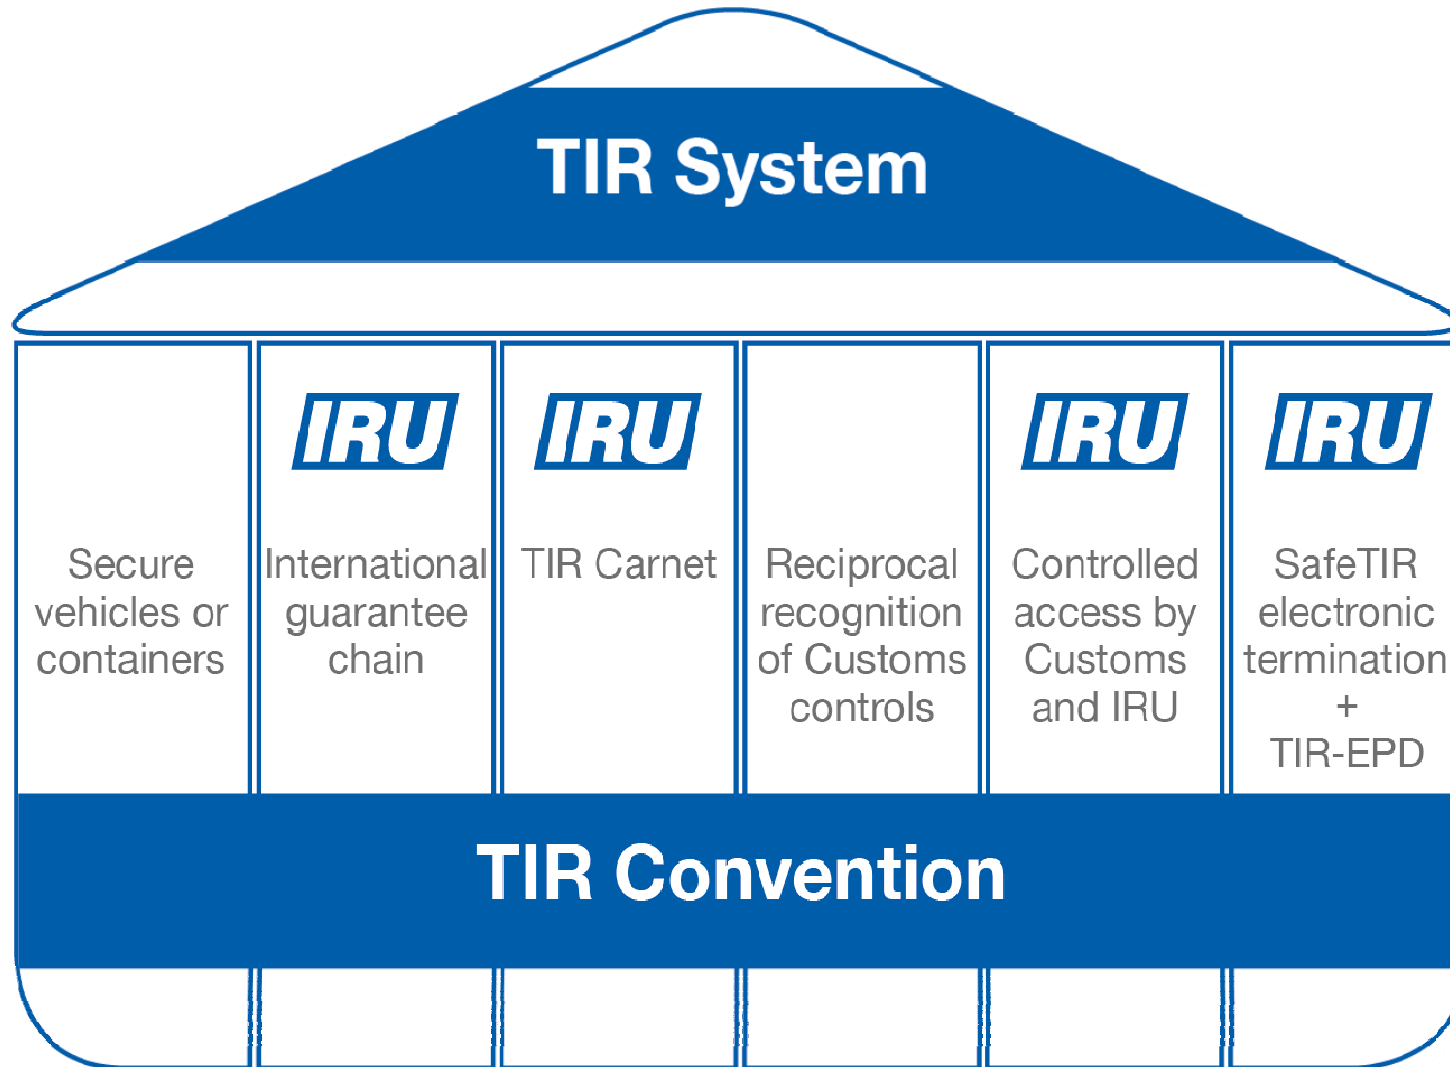 TIR System
Secure
vehicles or
containers
IRU
International
guarantee
chain
IRU
TIR Carnet
Reciprocal
recognition
of Customs
controls
IRU
Controlled
access by
Customs
and IRU
IRU
SafeTIR
electronic
termination
+
TIR-EPD
TIR Convention